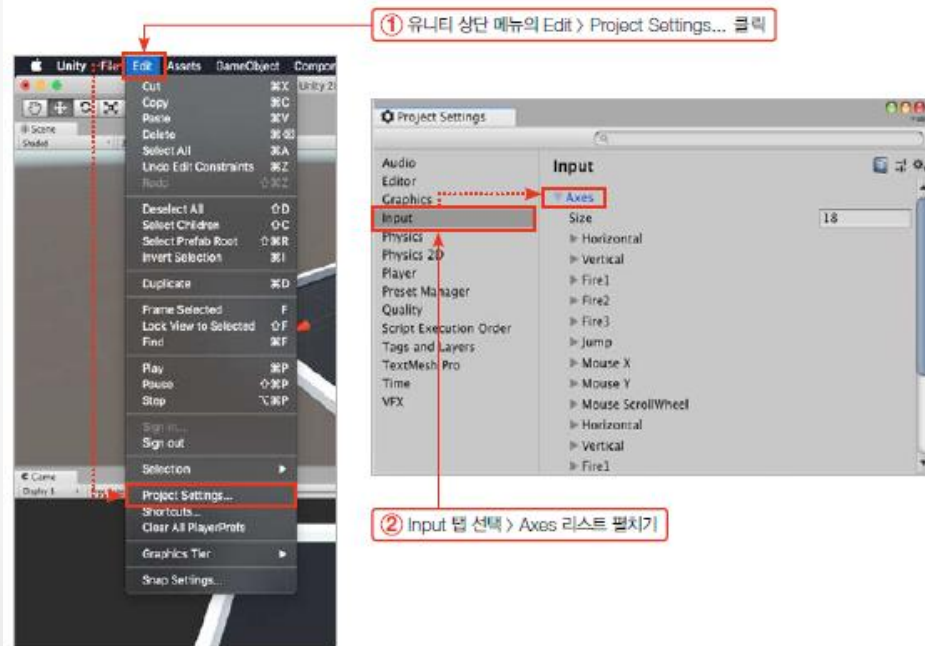 ① 유니티 상단 메뉴의 Edit > Project Settings... 클릭
Unity File Edit Assets GameObject Compor
Cut ⌘X
Copy ⌘C
Paste ⌘V
Delete ⌘⌫
Select All ⌘A
Undo Edit Constraints ⌘Z
Redo ⇧⌘Z
Deselect All ⇧D
Select Children ⇧C
Select Prefab Root ⇧⌘R
Invert Selection ⌘I
Duplicate ⌘D
Frame Selected F
Lock View to Selected ⇧F
Find ⌘F
Play ⌘P
Pause ⇧⌘P
Stop ⌥⌘P
Sign in...
Sign out
Selection
Project Settings...
Shortcuts...
Clear All PlayerPrefs
Graphics Tier
Snap Settings...
Unity 2
Scene
Shaded
Game
Display 1
Project Settings
Audio
Editor
Graphics
Input
Physics
Physics 2D
Player
Preset Manager
Quality
Script Execution Order
Tags and Layers
TextMesh Pro
Time
VFX
Input
Axes
Size 18
Horizontal
Vertical
Fire1
Fire2
Fire3
Jump
Mouse X
Mouse Y
Mouse ScrollWheel
Horizontal
Vertical
Fire1
② Input 탭 선택 > Axes 리스트 펼치기